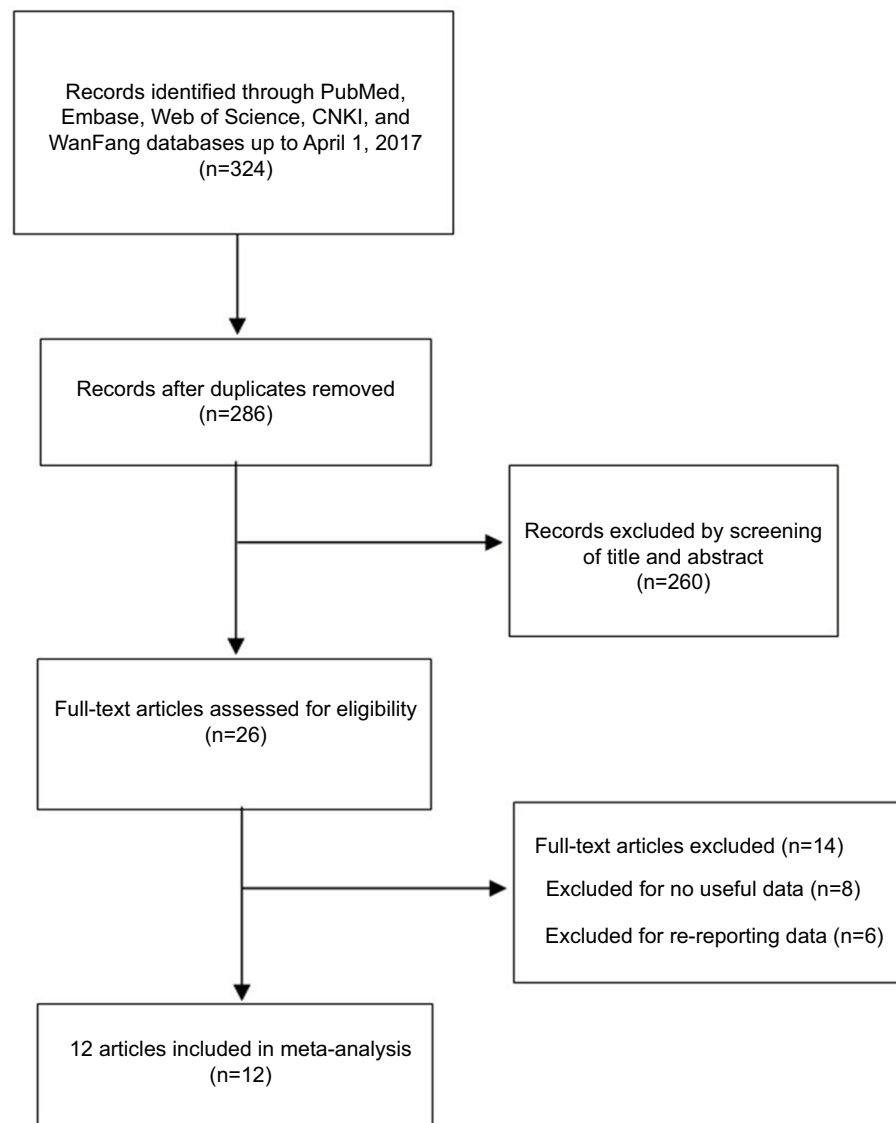 Records identified through PubMed,
Embase, Web of Science, CNKI, and
WanFang databases up to April 1, 2017
(n=324)
Records after duplicates removed
(n=286)
Records excluded by screening
of title and abstract
(n=260)
Full-text articles assessed for eligibility
(n=26)
Full-text articles excluded (n=14)
Excluded for no useful data (n=8)
Excluded for re-reporting data (n=6)
12 articles included in meta-analysis
(n=12)